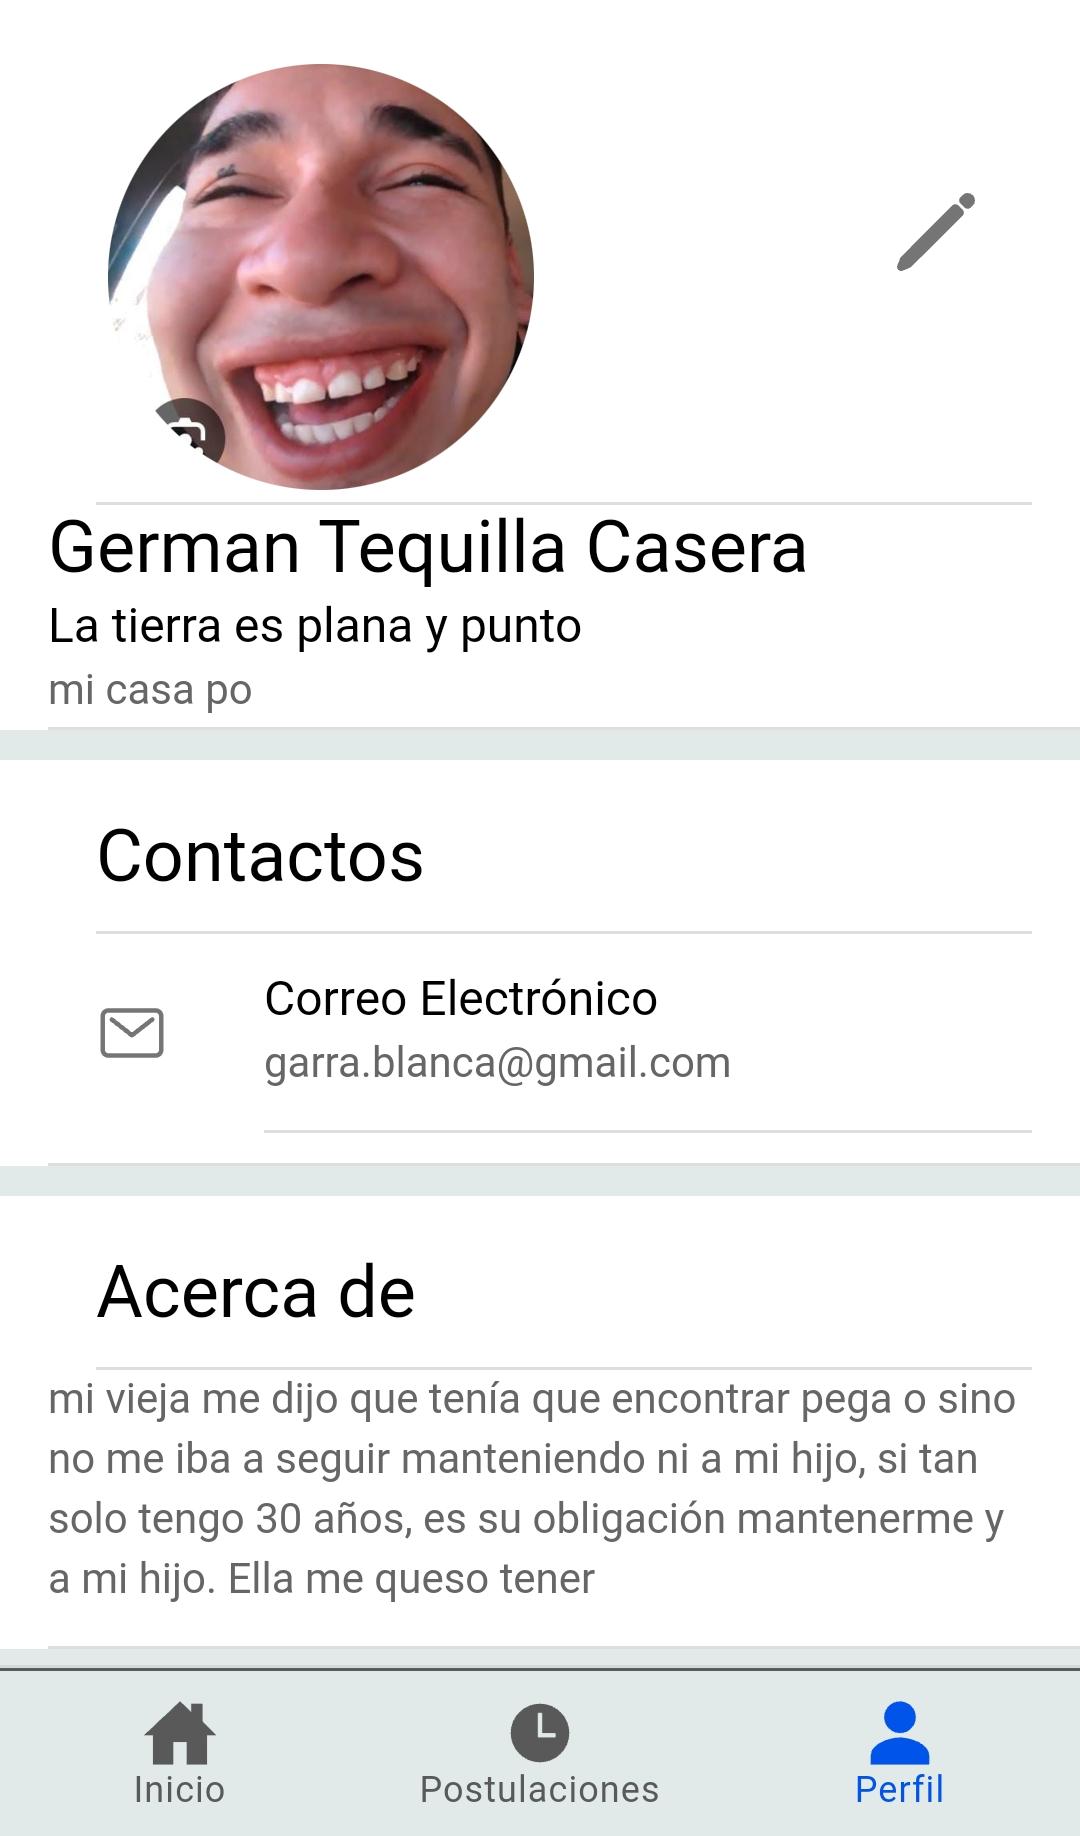 German Tequilla Casera
La tierra es plana y punto
mi casa po
Contactos
Correo Electrónico
garra.blanca@gmail.com
Acerca de
mi vieja me dijo que tenía que encontrar pega o sino
no me iba a seguir manteniendo ni a mi hijo, si tan
solo tengo 30 años, es su obligación mantenerme y
a mi hijo. Ella me queso tener
Inicio
Postulaciones
Perfil